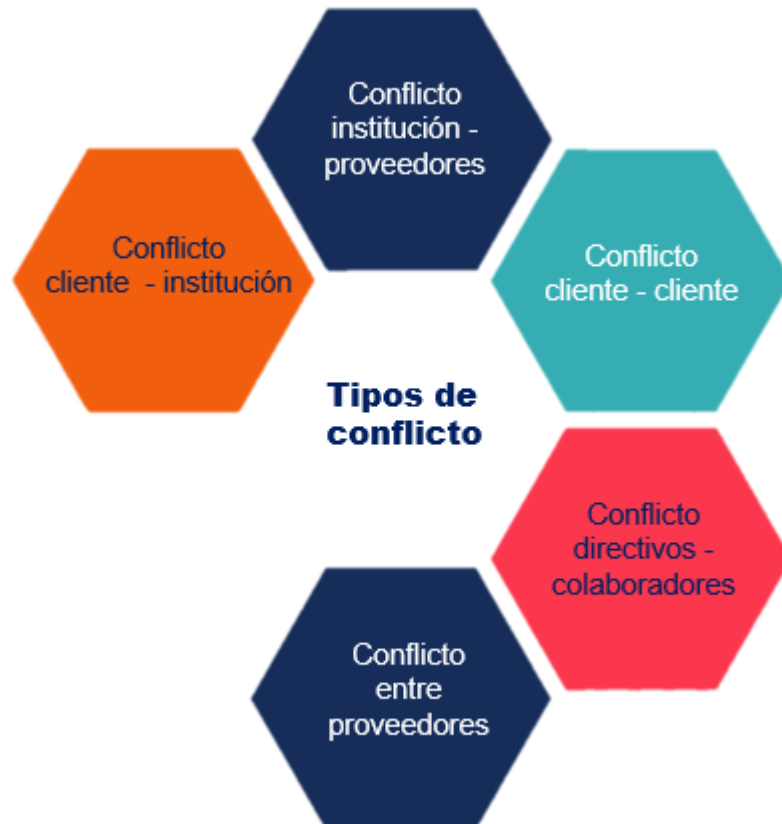 Conflicto
institución -
proveedores
Conflicto
cliente - institución
Conflicto
cliente - cliente
Tipos de
conflicto
Conflicto
directivos -
colaboradores
Conflicto
entre
proveedores